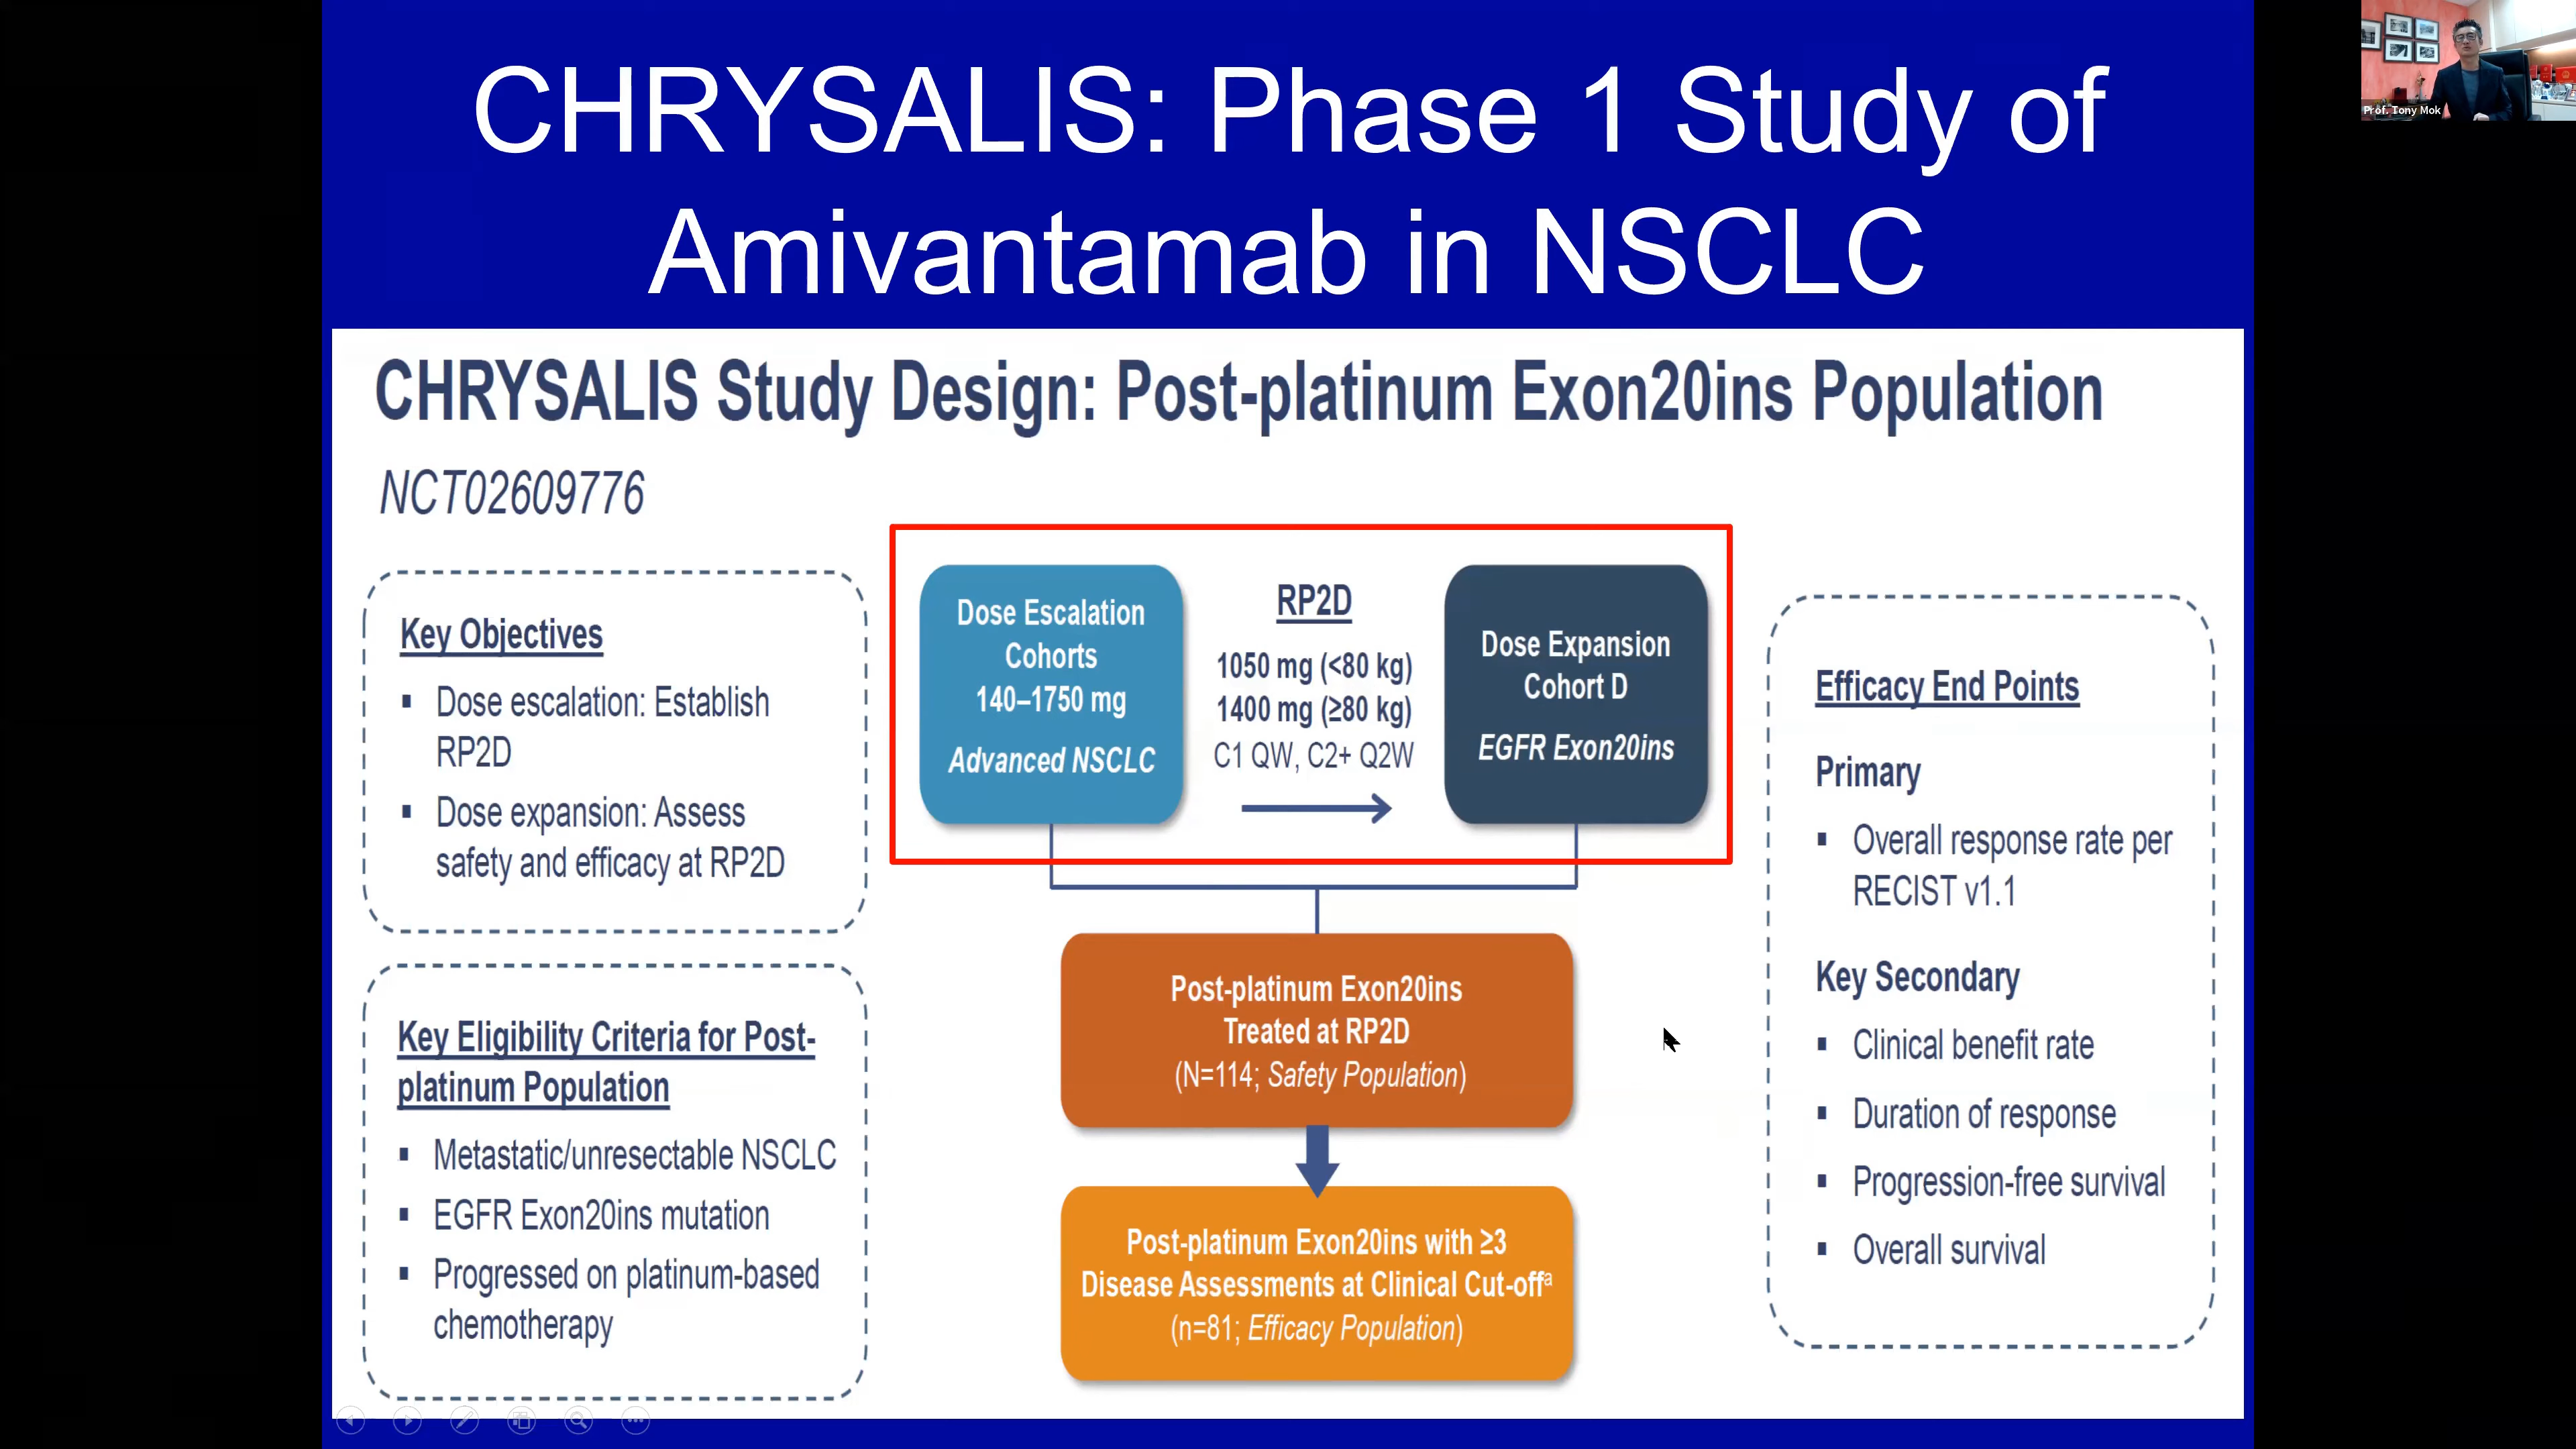 CHRYSALIS: Phase 1 Study of
Amivantamab in NSCLC
Prof. Tony Mok
CHRYSALIS Study Design: Post-platinum Exon20ins Population
NCT02609776
Key Objectives
▪ Dose escalation: Establish
RP2D
▪ Dose expansion: Assess
safety and efficacy at RP2D
Key Eligibility Criteria for Post-
platinum Population
▪ Metastatic/unresectable NSCLC
▪ EGFR Exon20ins mutation
▪ Progressed on platinum-based
chemotherapy
Dose Escalation
Cohorts
140–1750 mg
Advanced NSCLC
RP2D
1050 mg (<80 kg)
1400 mg (≥80 kg)
C1 QW, C2+ Q2W
Dose Expansion
Cohort D
EGFR Exon20ins
Post-platinum Exon20ins
Treated at RP2D
(N=114; Safety Population)
Post-platinum Exon20ins with ≥3
Disease Assessments at Clinical Cut-offª
(n=81; Efficacy Population)
Efficacy End Points
Primary
▪ Overall response rate per
RECIST v1.1
Key Secondary
▪ Clinical benefit rate
▪ Duration of response
▪ Progression-free survival
▪ Overall survival